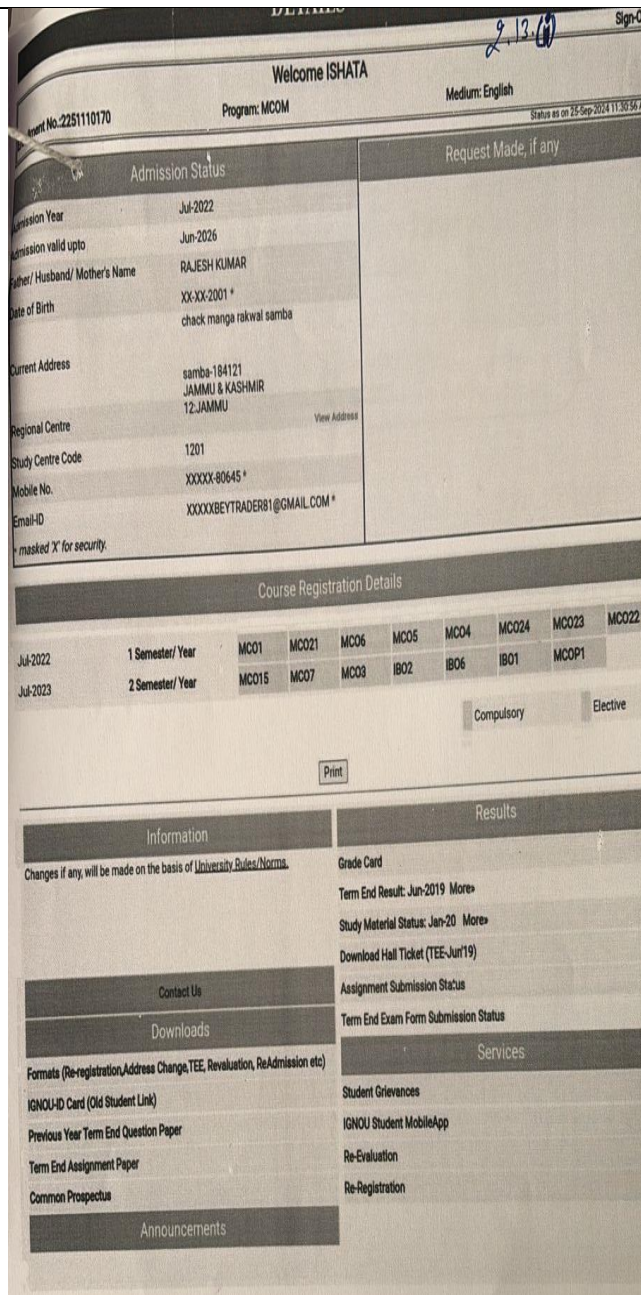 DETAILS
2.13.(ii)
Sign-O
Welcome ISHATA
ment No.:2251110170 Program: MCOM Medium: English
Status as on 25-Sep-2024 11:30:56 A
Admission Status Request Made, if any
Admission Year Jul-2022
Admission valid upto Jun-2026
Father/ Husband/ Mother's Name RAJESH KUMAR
Date of Birth XX-XX-2001 *
chack manga rakwal samba
Current Address
samba-184121
JAMMU & KASHMIR
Regional Centre 12:JAMMU
View Address
Study Centre Code 1201
Mobile No. XXXXX-80645 *
Email-ID XXXXXBEYTRADER81@GMAIL.COM *
* masked 'X' for security.
Course Registration Details
Jul-2022 1 Semester/ Year MCO1 MCO21 MCO6 MCO5 MCO4 MCO24 MCO23 MCO22
Jul-2023 2 Semester/ Year MCO15 MCO7 MCO3 IBO2 IBO6 IBO1 MCOP1
Compulsory Elective
Print
Information
Changes if any, will be made on the basis of University Rules/Norms.
Contact Us
Downloads
Formats (Re-registration,Address Change,TEE, Revaluation, ReAdmission etc)
IGNOU-ID Card (Old Student Link)
Previous Year Term End Question Paper
Term End Assignment Paper
Common Prospectus
Announcements
Results
Grade Card
Term End Result: Jun-2019 More»
Study Material Status: Jan-20 More»
Download Hall Ticket (TEE-Jun'19)
Assignment Submission Status
Term End Exam Form Submission Status
Services
Student Grievances
IGNOU Student MobileApp
Re-Evaluation
Re-Registration